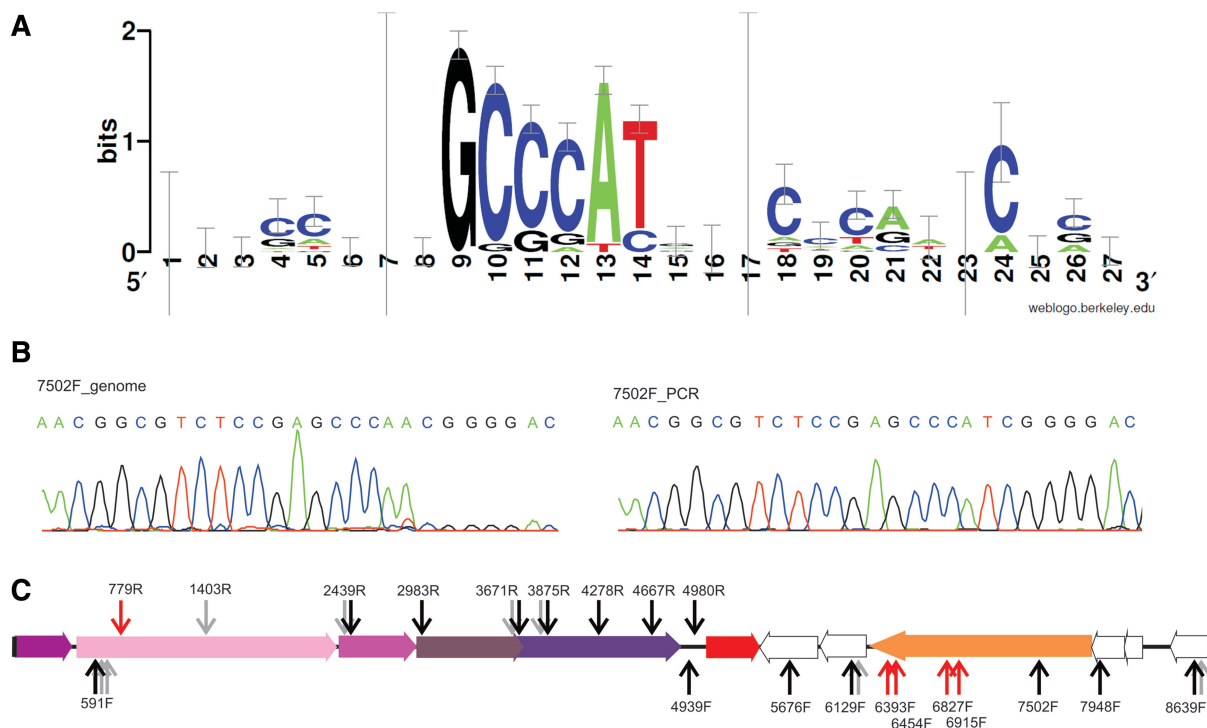 A
2
1
0
bits
5′
1 2 3 4 5 6 7 8 9 10 11 12 13 14 15 16 17 18 19 20 21 22 23 24 25 26 27
3′
weblogo.berkeley.edu
B
7502F_genome
AACGGCGTCTCCGAGCCCAACGGGGAC
7502F_PCR
AACGGCGTCTCCGAGCCCATCGGGGAC
C
779R 1403R 2439R 2983R 3671R 3875R 4278R 4667R 4980R
591F 4939F 5676F 6129F 6393F 6827F 7502F 7948F 8639F
6454F 6915F